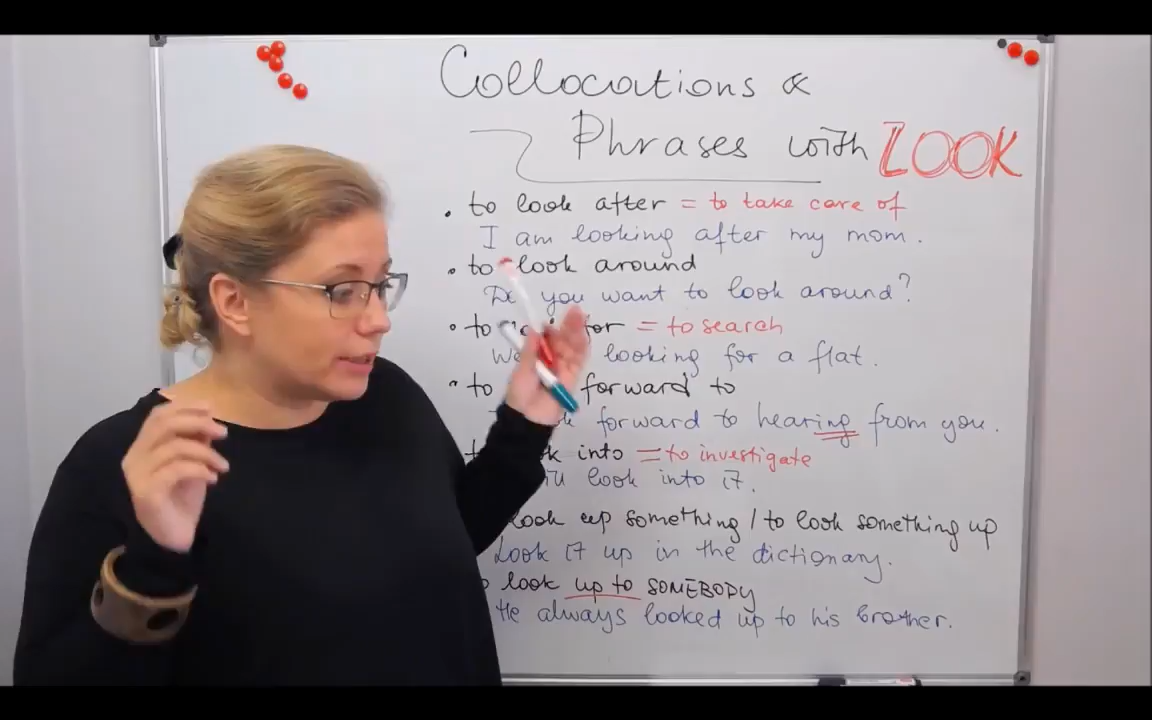 Collocations &
Phrases with LOOK
• to look after = to take care of
I am looking after my mom.
• to look around
Do you want to look around?
• to for = to search
We looking for a flat.
• to forward to
forward to hearing from you.
into = to investigate
look into it.
look up something / to look something up
Look it up in the dictionary.
look up to SOMEBODY
He always looked up to his brother.